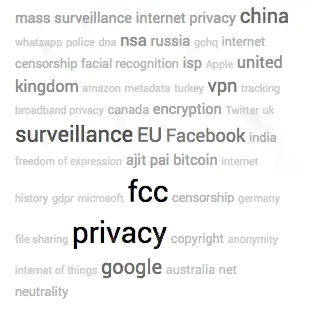 mass surveillance internet privacy china
whatsapp police dna nsa russia gchq internet
censorship facial recognition isp Apple united
kingdom amazon metadata turkey vpn tracking
broadband privacy canada encryption Twitter uk
surveillance EU Facebook india
freedom of expression ajit pai bitcoin internet
history gdpr microsoft fcc censorship germany
file sharing privacy copyright anonymity
internet of things google australia net
neutrality